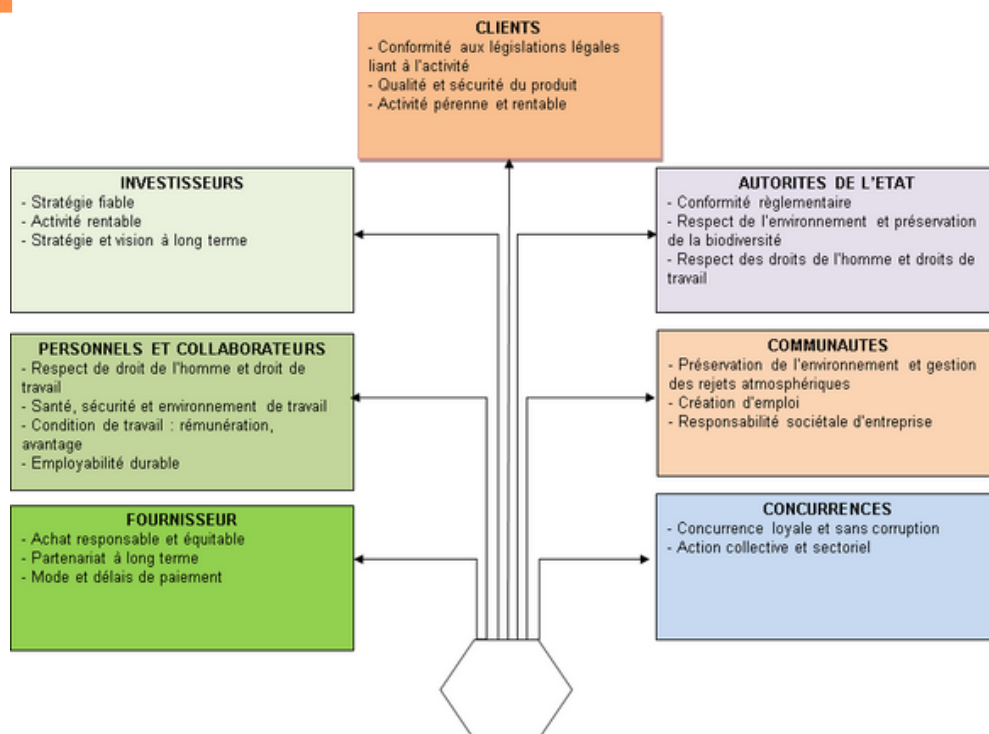 CLIENTS
- Conformité aux législations légales
liant à l'activité
- Qualité et sécurité du produit
- Activité pérenne et rentable
INVESTISSEURS
- Stratégie fiable
- Activité rentable
- Stratégie et vision à long terme
AUTORITES DE L'ETAT
- Conformité règlementaire
- Respect de l'environnement et préservation
de la biodiversité
- Respect des droits de l'homme et droits de
travail
PERSONNELS ET COLLABORATEURS
- Respect de droit de l'homme et droit de
travail
- Santé, sécurité et environnement de travail
- Condition de travail : rémunération,
avantage
- Employabilité durable
COMMUNAUTES
- Préservation de l'environnement et gestion
des rejets atmosphériques
- Création d'emploi
- Responsabilité sociétale d'entreprise
FOURNISSEUR
- Achat responsable et équitable
- Partenariat à long terme
- Mode et délais de paiement
CONCURRENCES
- Concurrence loyale et sans corruption
- Action collective et sectoriel